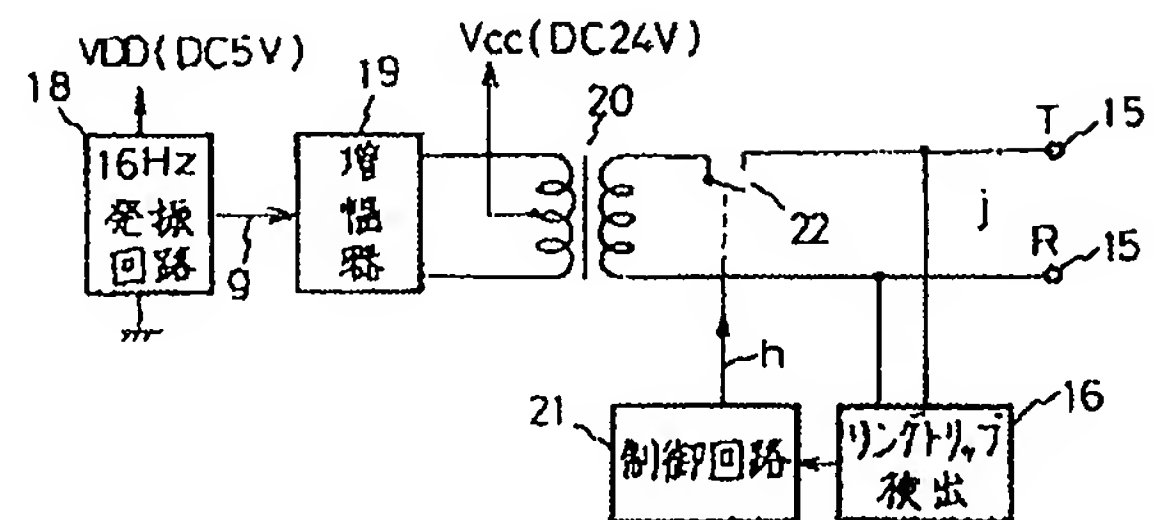 VDD(DC5V)
Vcc(DC24V)
18
19
20
16Hz
発振
回路
g
増
幅
器
22
T
15
j
R
15
h
21
制御回路
16
リングトリップ
検出